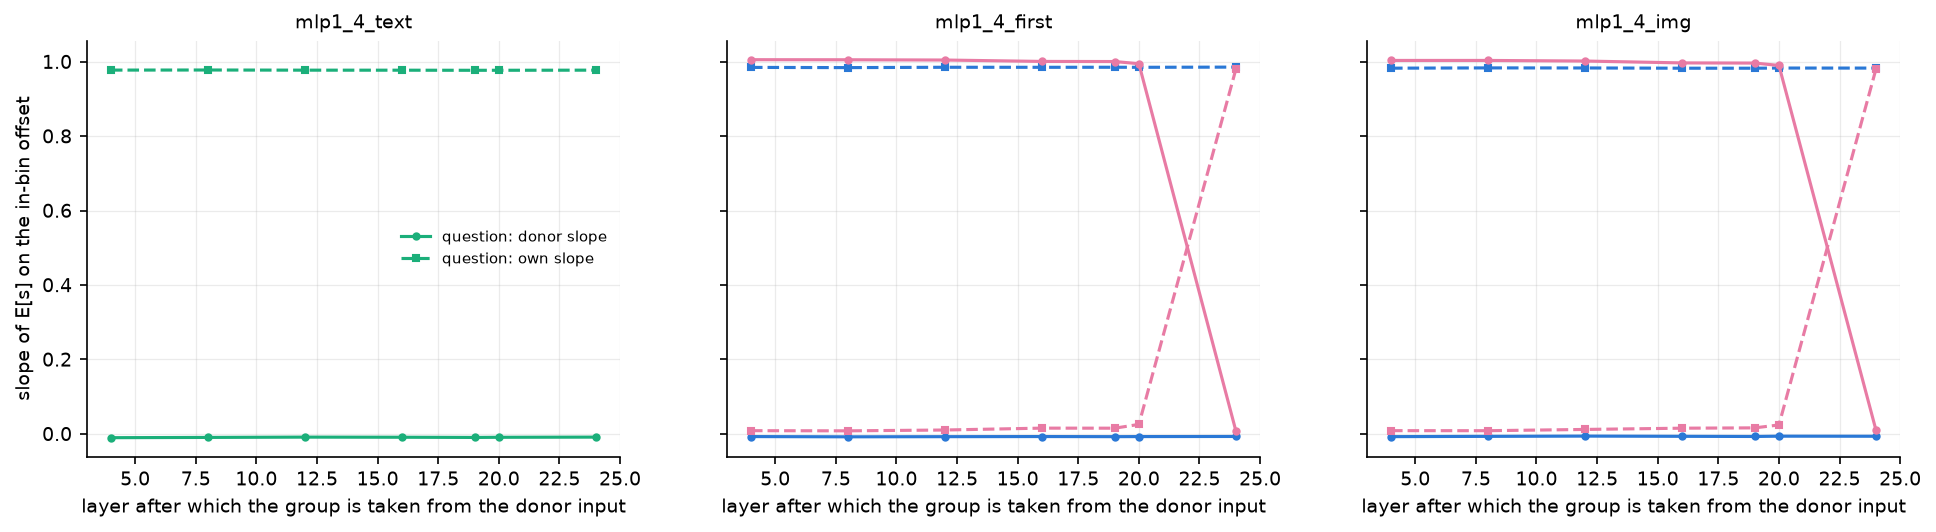 mlp1_4_text
mlp1_4_first
mlp1_4_img
slope of E[s] on the in-bin offset
1.0
0.8
0.6
0.4
0.2
0.0
question: donor slope
question: own slope
5.0 7.5 10.0 12.5 15.0 17.5 20.0 22.5 25.0
5.0 7.5 10.0 12.5 15.0 17.5 20.0 22.5 25.0
5.0 7.5 10.0 12.5 15.0 17.5 20.0 22.5 25.0
layer after which the group is taken from the donor input
layer after which the group is taken from the donor input
layer after which the group is taken from the donor input